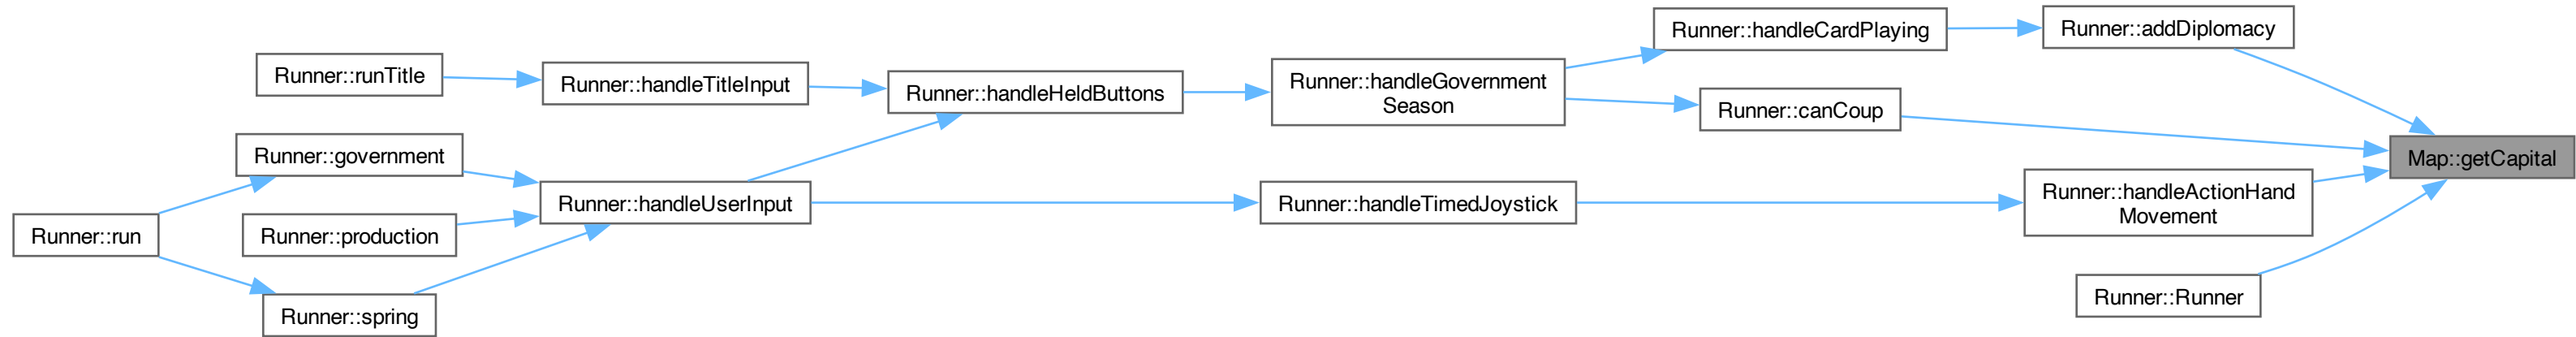 Runner::run
Runner::runTitle
Runner::government
Runner::production
Runner::spring
Runner::handleTitleInput
Runner::handleUserInput
Runner::handleHeldButtons
Runner::handleGovernment
Season
Runner::handleTimedJoystick
Runner::handleCardPlaying
Runner::canCoup
Runner::addDiplomacy
Runner::handleActionHand
Movement
Runner::Runner
Map::getCapital